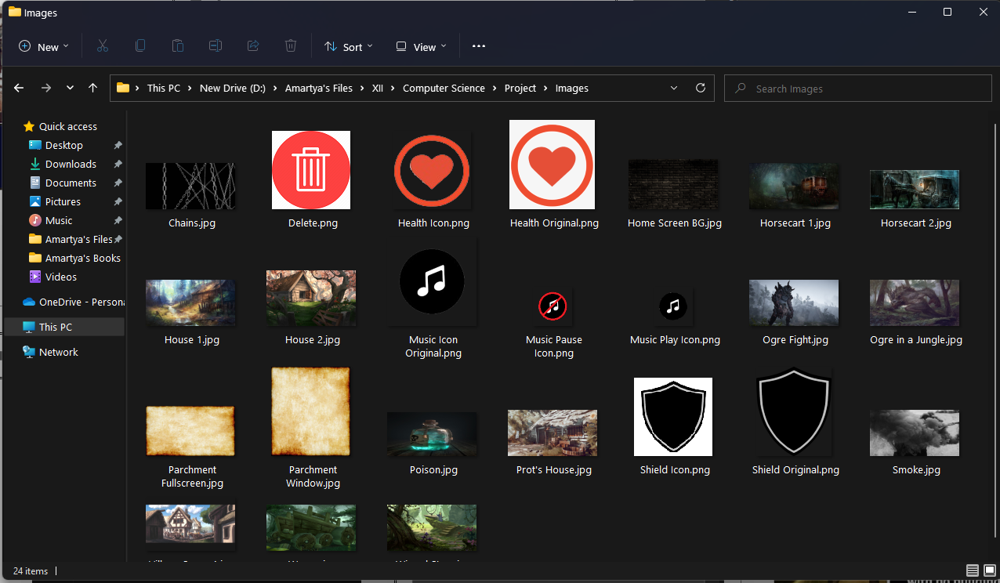 Images
New
Sort
View
This PC
New Drive (D:)
Amartya's Files
XII
Computer Science
Project
Images
Search Images
Quick access
Desktop
Downloads
Documents
Pictures
Music
Amartya's Files
Amartya's Books
Videos
OneDrive - Persona
This PC
Network
Chains.jpg
Delete.png
Health Icon.png
Health Original.png
Home Screen BG.jpg
Horsecart 1.jpg
Horsecart 2.jpg
House 1.jpg
House 2.jpg
Music Icon
Original.png
Music Pause
Icon.png
Music Play Icon.png
Ogre Fight.jpg
Ogre in a Jungle.jpg
Parchment
Fullscreen.jpg
Parchment
Window.jpg
Poison.jpg
Prot's House.jpg
Shield Icon.png
Shield Original.png
Smoke.jpg
24 items